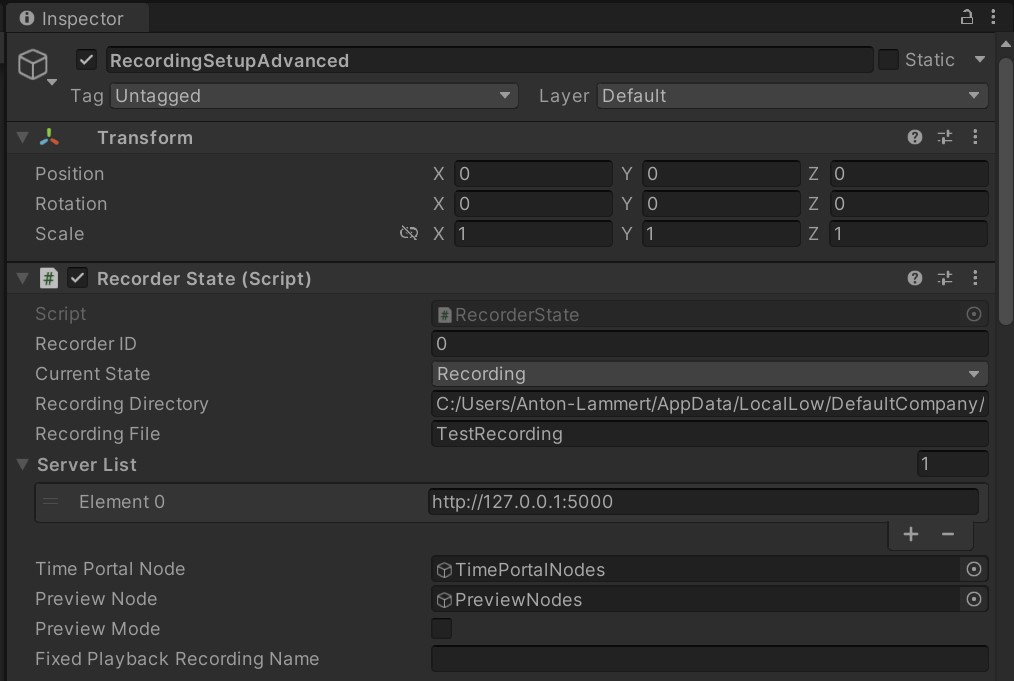 Inspector
RecordingSetupAdvanced Static
Tag Untagged Layer Default
Transform
Position X 0 Y 0 Z 0
Rotation X 0 Y 0 Z 0
Scale X 1 Y 1 Z 1
# Recorder State (Script)
Script # RecorderState
Recorder ID 0
Current State Recording
Recording Directory C:/Users/Anton-Lammert/AppData/LocalLow/DefaultCompany/
Recording File TestRecording
Server List 1
Element 0 http://127.0.0.1:5000
+ −
Time Portal Node TimePortalNodes
Preview Node PreviewNodes
Preview Mode
Fixed Playback Recording Name